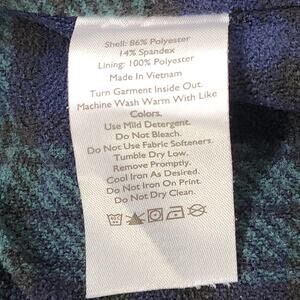 Shell: 86% Polyester
14% Spandex
Lining: 100% Polyester
Made In Vietnam
Turn Garment Inside Out.
Machine Wash Warm With Like
Colors.
Use Mild Detergent.
Do Not Bleach.
Do Not Use Fabric Softeners.
Tumble Dry Low.
Remove Promptly.
Cool Iron As Desired.
Do Not Iron On Print.
Do Not Dry Clean.